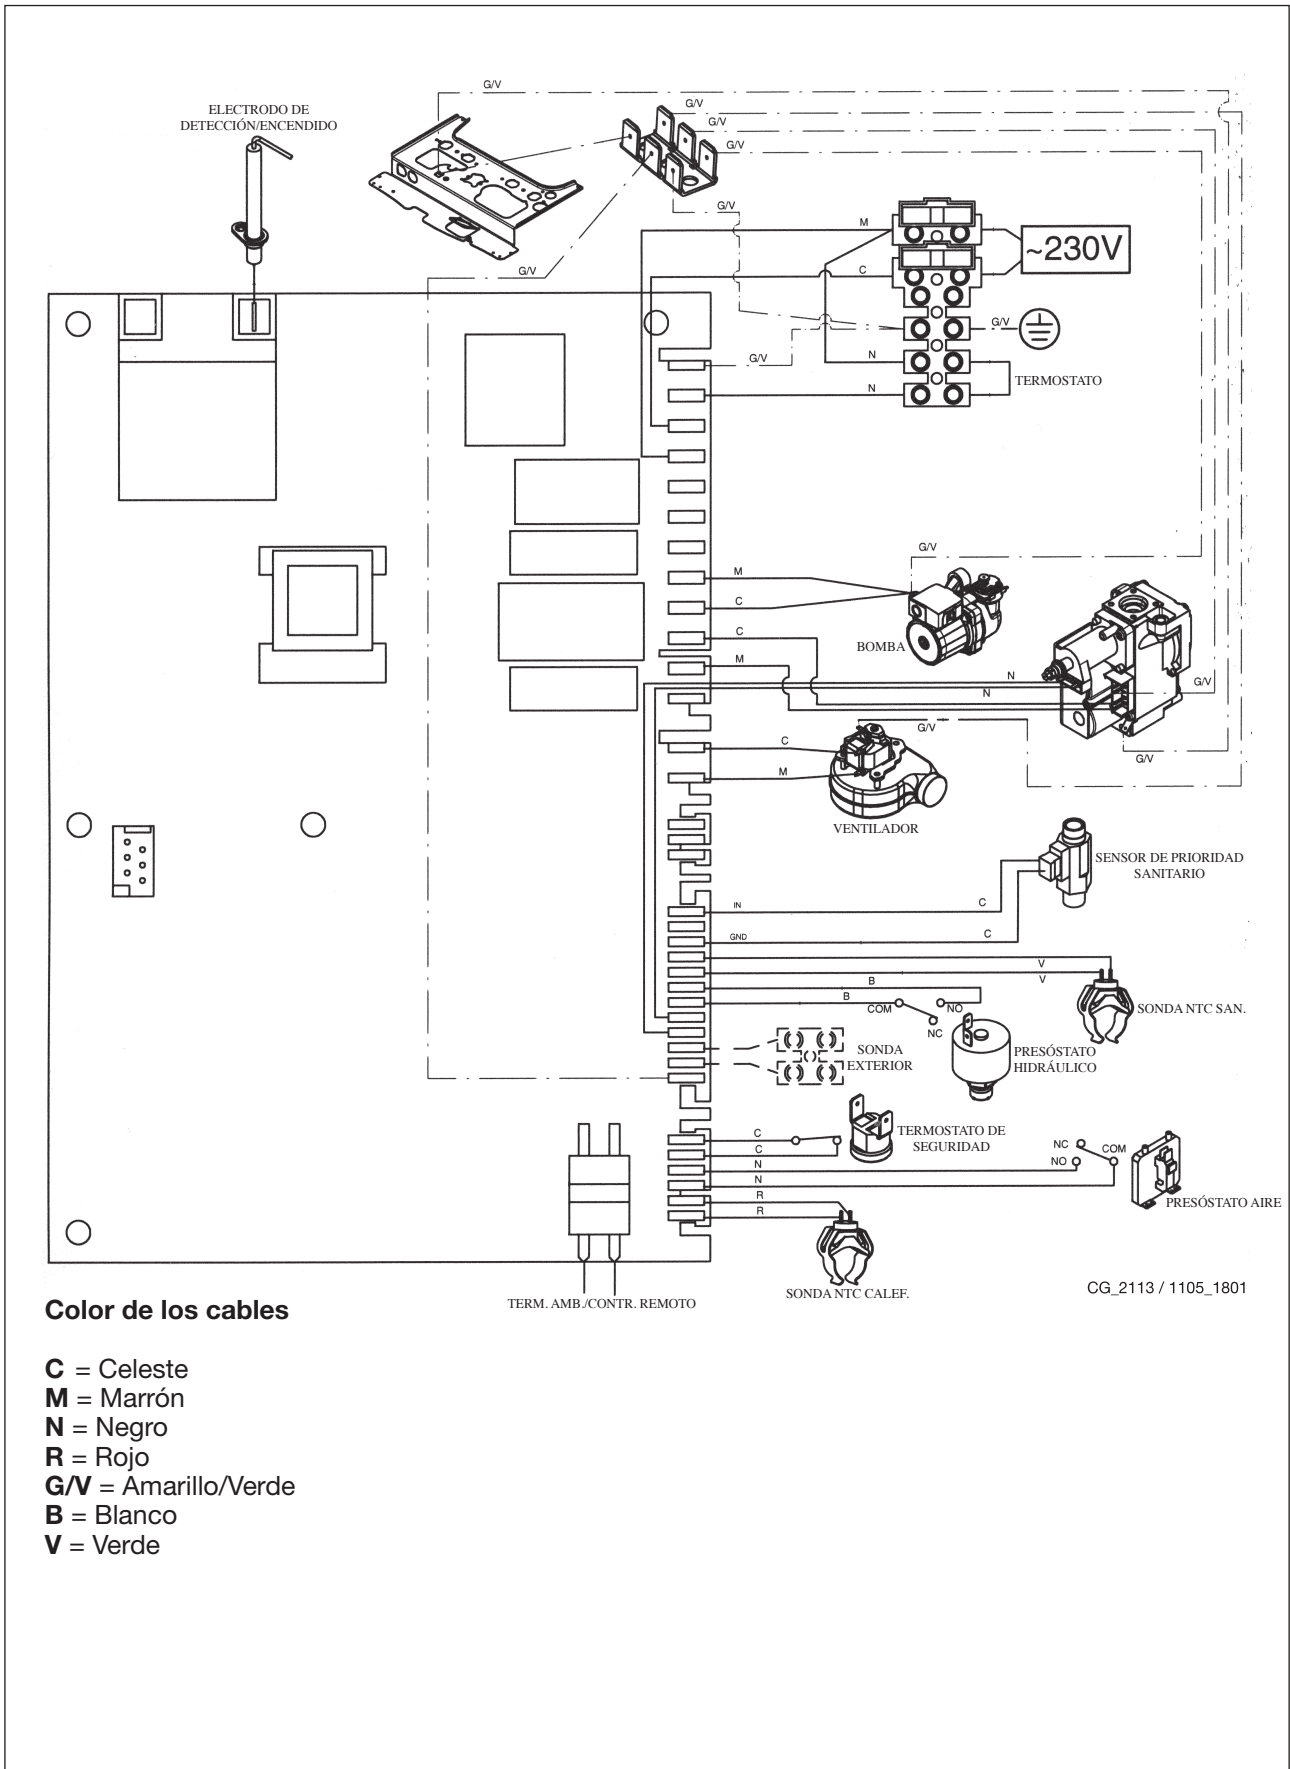 G/V
ELECTRODO DE
DETECCIÓN/ENCENDIDO
G/V
G/V
G/V
G/V
G/V
M
~230V
C
G/V
G/V
N
TERMOSTATO
N
G/V
M
C
BOMBA
C
M
N
N
G/V
G/V
G/V
C
M
VENTILADOR
SENSOR DE PRIORIDAD
SANITARIO
IN
C
GND
C
V
V
B
B
COM
NO
NC
SONDA NTC SAN.
SONDA
EXTERIOR
PRESÓSTATO
HIDRÁULICO
TERMOSTATO DE
SEGURIDAD
C
C
N
N
R
R
NC
NO
COM
PRESÓSTATO AIRE
SONDA NTC CALEF.
TERM. AMB./CONTR. REMOTO
CG_2113 / 1105_1801
Color de los cables
C = Celeste
M = Marrón
N = Negro
R = Rojo
G/V = Amarillo/Verde
B = Blanco
V = Verde